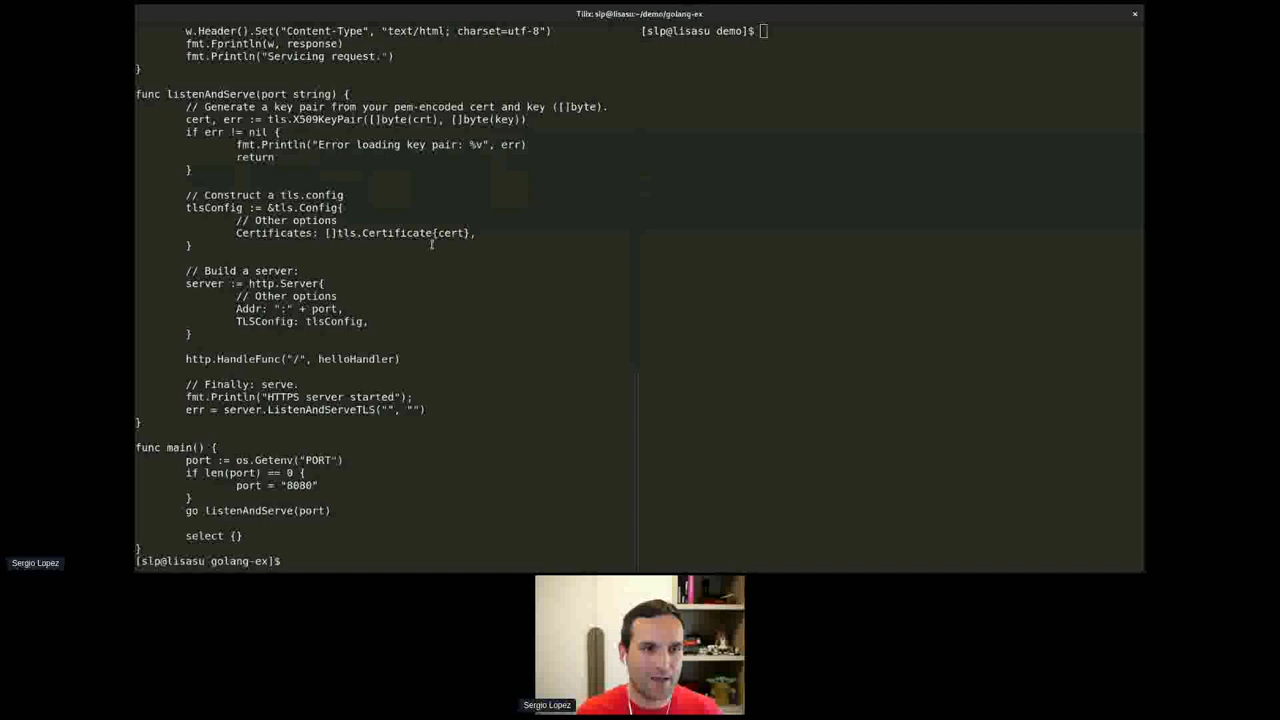 Tilix: slp@lisasu:~/demo/golang-ex
×
        w.Header().Set("Content-Type", "text/html; charset=utf-8")
        fmt.Fprintln(w, response)
        fmt.Println("Servicing request.")
}
func listenAndServe(port string) {
        // Generate a key pair from your pem-encoded cert and key ([]byte).
        cert, err := tls.X509KeyPair([]byte(crt), []byte(key))
        if err != nil {
                fmt.Println("Error loading key pair: %v", err)
                return
        }
        // Construct a tls.config
        tlsConfig := &tls.Config{
                // Other options
                Certificates: []tls.Certificate{cert},
        }
        // Build a server:
        server := http.Server{
                // Other options
                Addr: ":" + port,
                TLSConfig: tlsConfig,
        }
        http.HandleFunc("/", helloHandler)
        // Finally: serve.
        fmt.Println("HTTPS server started");
        err = server.ListenAndServeTLS("", "")
}
func main() {
        port := os.Getenv("PORT")
        if len(port) == 0 {
                port = "8080"
        }
        go listenAndServe(port)
        select {}
}
[slp@lisasu golang-ex]$
[slp@lisasu demo]$
Sergio Lopez
Sergio Lopez